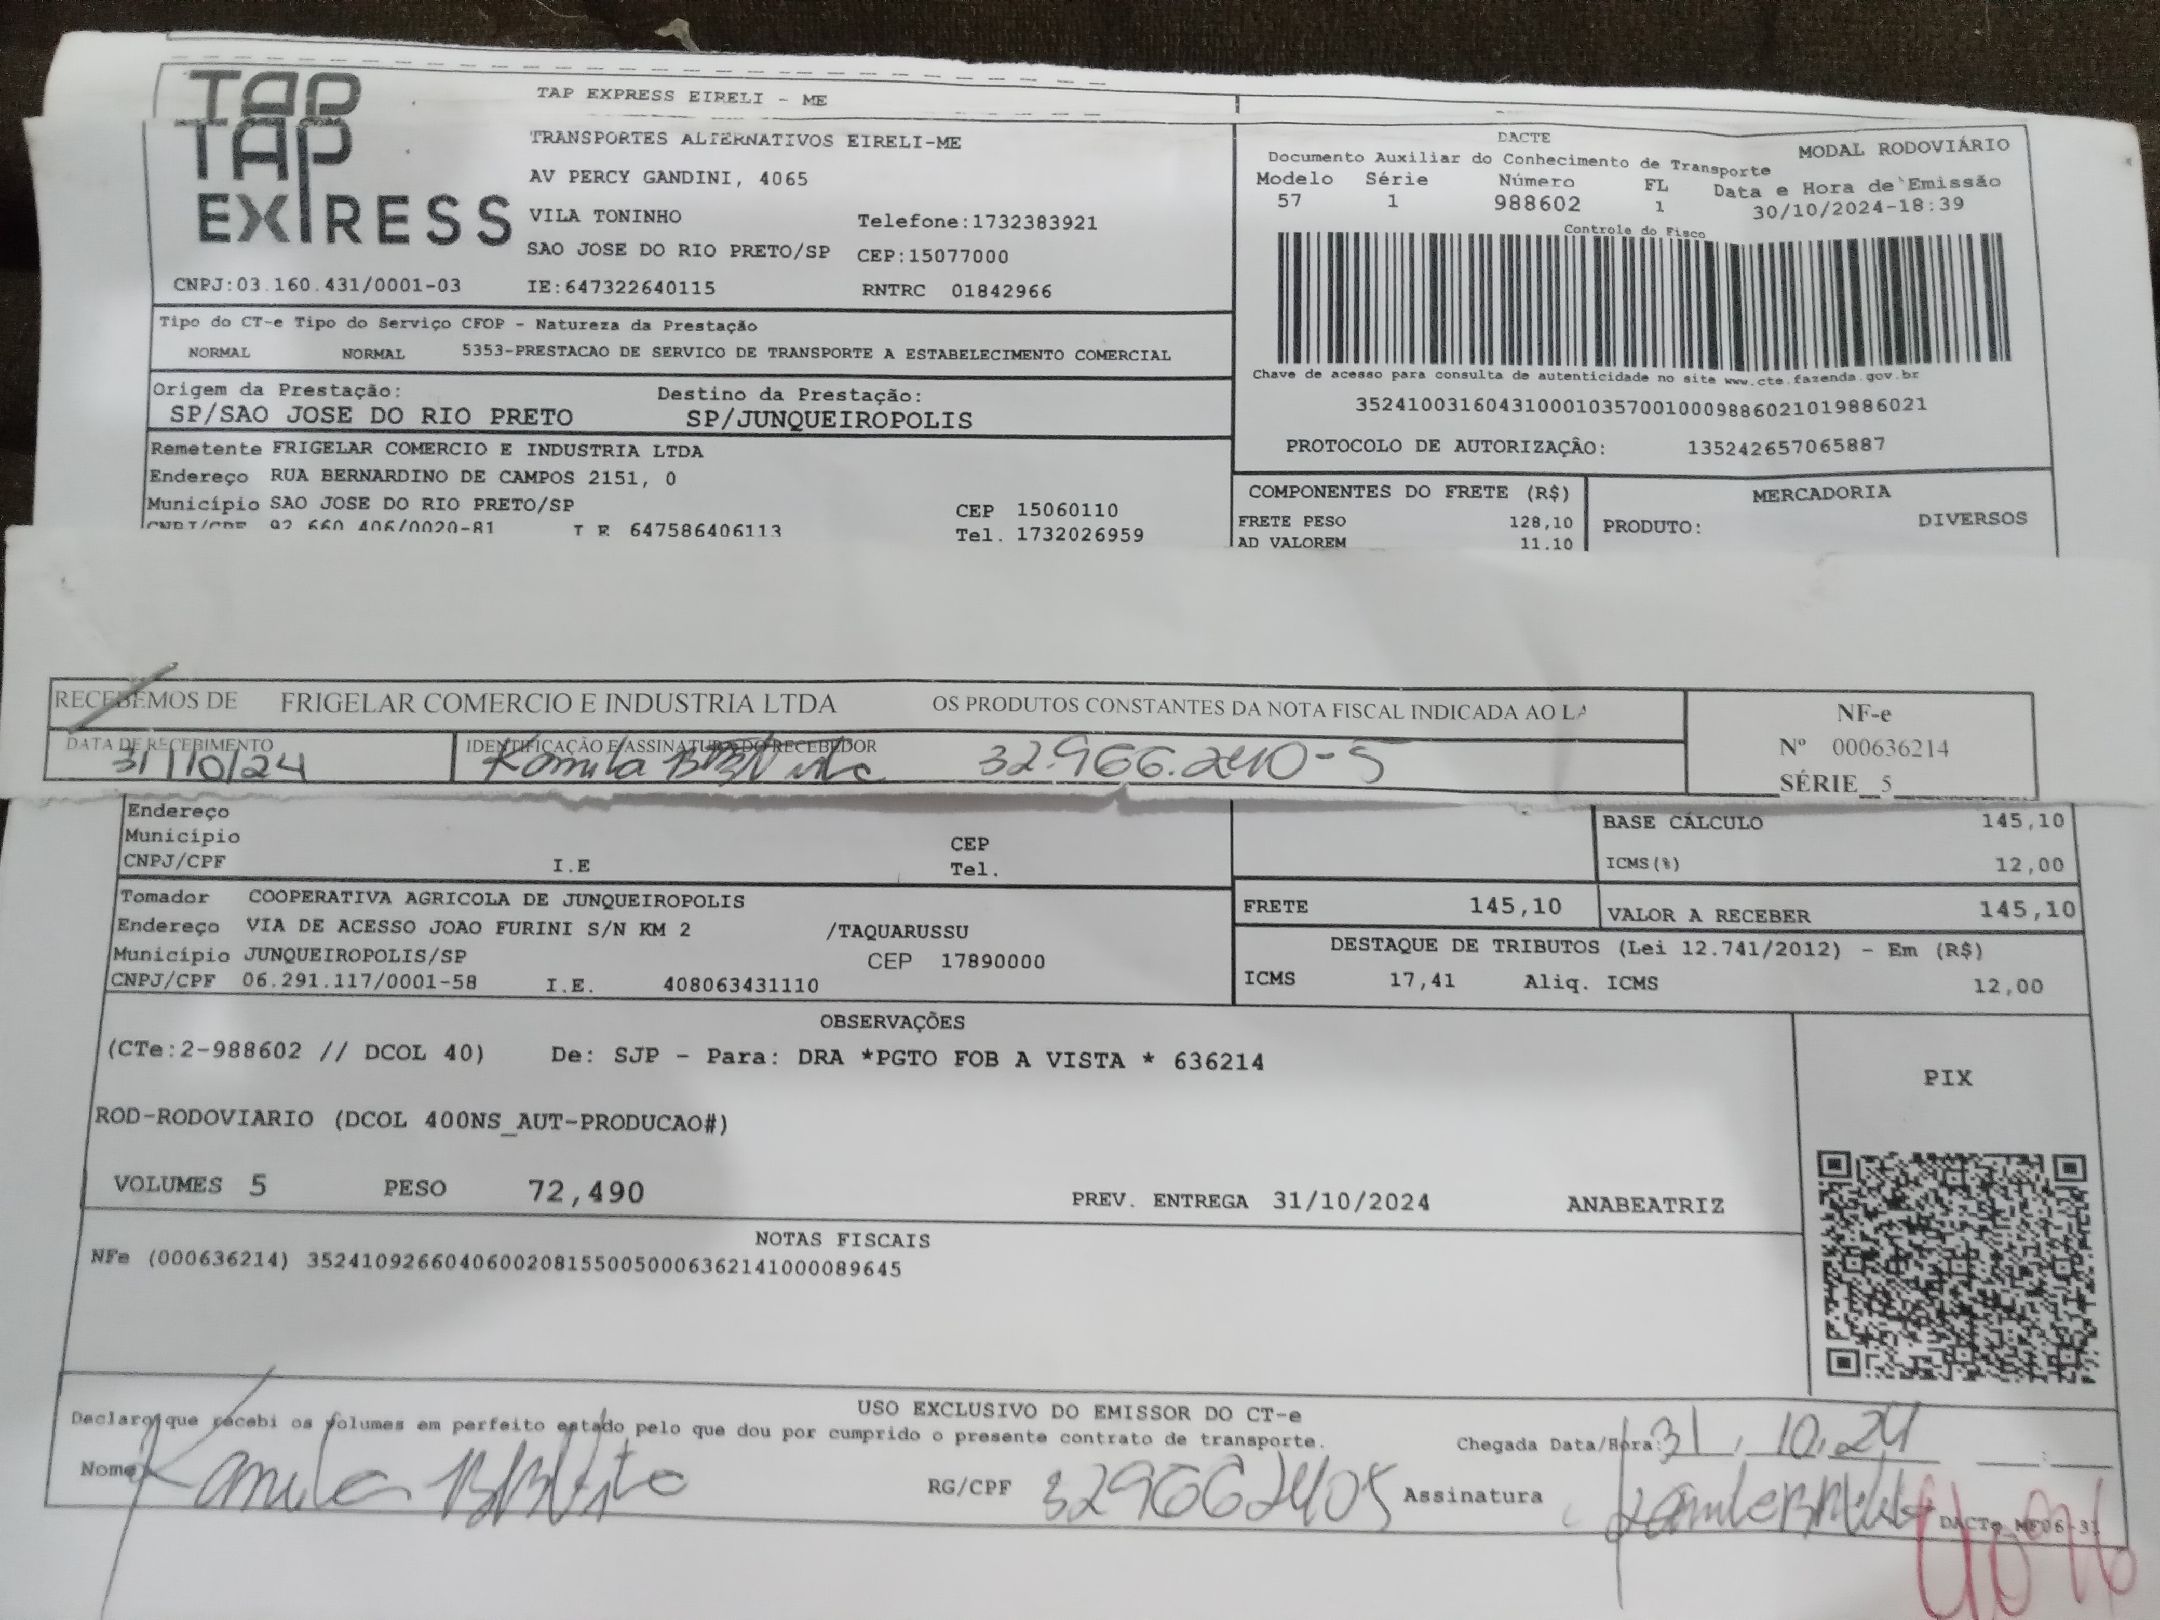 TAP
TAP
EXPRESS
TAP EXPRESS EIRELI - ME
TRANSPORTES ALTERNATIVOS EIRELI-ME
AV PERCY GANDINI, 4065
VILA TONINHO Telefone:1732383921
SAO JOSE DO RIO PRETO/SP CEP:15077000
CNPJ:03.160.431/0001-03 IE:647322640115 RNTRC 01842966
DACTE
MODAL RODOVIÁRIO
Documento Auxiliar do Conhecimento de Transporte
Modelo Série Número FL Data e Hora de Emissão
57 1 988602 1 30/10/2024-18:39
Controle do Fisco
Chave de acesso para consulta de autenticidade no site www.cte.fazenda.gov.br
35241003160431000103570010009886021019886021
PROTOCOLO DE AUTORIZAÇÃO: 135242657065887
Tipo do CT-e Tipo do Serviço CFOP - Natureza da Prestação
NORMAL NORMAL 5353-PRESTACAO DE SERVICO DE TRANSPORTE A ESTABELECIMENTO COMERCIAL
Origem da Prestação: Destino da Prestação:
SP/SAO JOSE DO RIO PRETO SP/JUNQUEIROPOLIS
Remetente FRIGELAR COMERCIO E INDUSTRIA LTDA
Endereço RUA BERNARDINO DE CAMPOS 2151, 0
Município SAO JOSE DO RIO PRETO/SP CEP 15060110
CNPJ/CPF 92.660.406/0020-81 I.E 647586406113 Tel. 1732026959
COMPONENTES DO FRETE (R$) MERCADORIA
FRETE PESO 128,10 PRODUTO: DIVERSOS
AD VALOREM 11.10
RECEBEMOS DE FRIGELAR COMERCIO E INDUSTRIA LTDA OS PRODUTOS CONSTANTES DA NOTA FISCAL INDICADA AO LA
DATA DE RECEBIMENTO IDENTIFICAÇÃO E ASSINATURA DO RECEBEDOR
31/10/24 Kamila 32.966.240-5
NF-e
Nº 000636214
SÉRIE 5
Endereço
Município CEP
CNPJ/CPF I.E Tel.
BASE CÁLCULO 145,10
ICMS(%) 12,00
Tomador COOPERATIVA AGRICOLA DE JUNQUEIROPOLIS
Endereço VIA DE ACESSO JOAO FURINI S/N KM 2 /TAQUARUSSU
Município JUNQUEIROPOLIS/SP CEP 17890000
CNPJ/CPF 06.291.117/0001-58 I.E. 408063431110
FRETE 145,10 VALOR A RECEBER 145,10
DESTAQUE DE TRIBUTOS (Lei 12.741/2012) - Em (R$)
ICMS 17,41 Aliq. ICMS 12,00
OBSERVAÇÕES
(CTe:2-988602 // DCOL 40) De: SJP - Para: DRA *PGTO FOB A VISTA * 636214
ROD-RODOVIARIO (DCOL 400NS_AUT-PRODUCAO#)
VOLUMES 5 PESO 72,490 PREV. ENTREGA 31/10/2024 ANABEATRIZ
PIX
NOTAS FISCAIS
NFe (000636214) 35241092660406002081550050006362141000089645
USO EXCLUSIVO DO EMISSOR DO CT-e
Declaro que recebi os volumes em perfeito estado pelo que dou por cumprido o presente contrato de transporte.
Chegada Data/Hora: 31.10.24
Nome Kamila RG/CPF 329662405 Assinatura